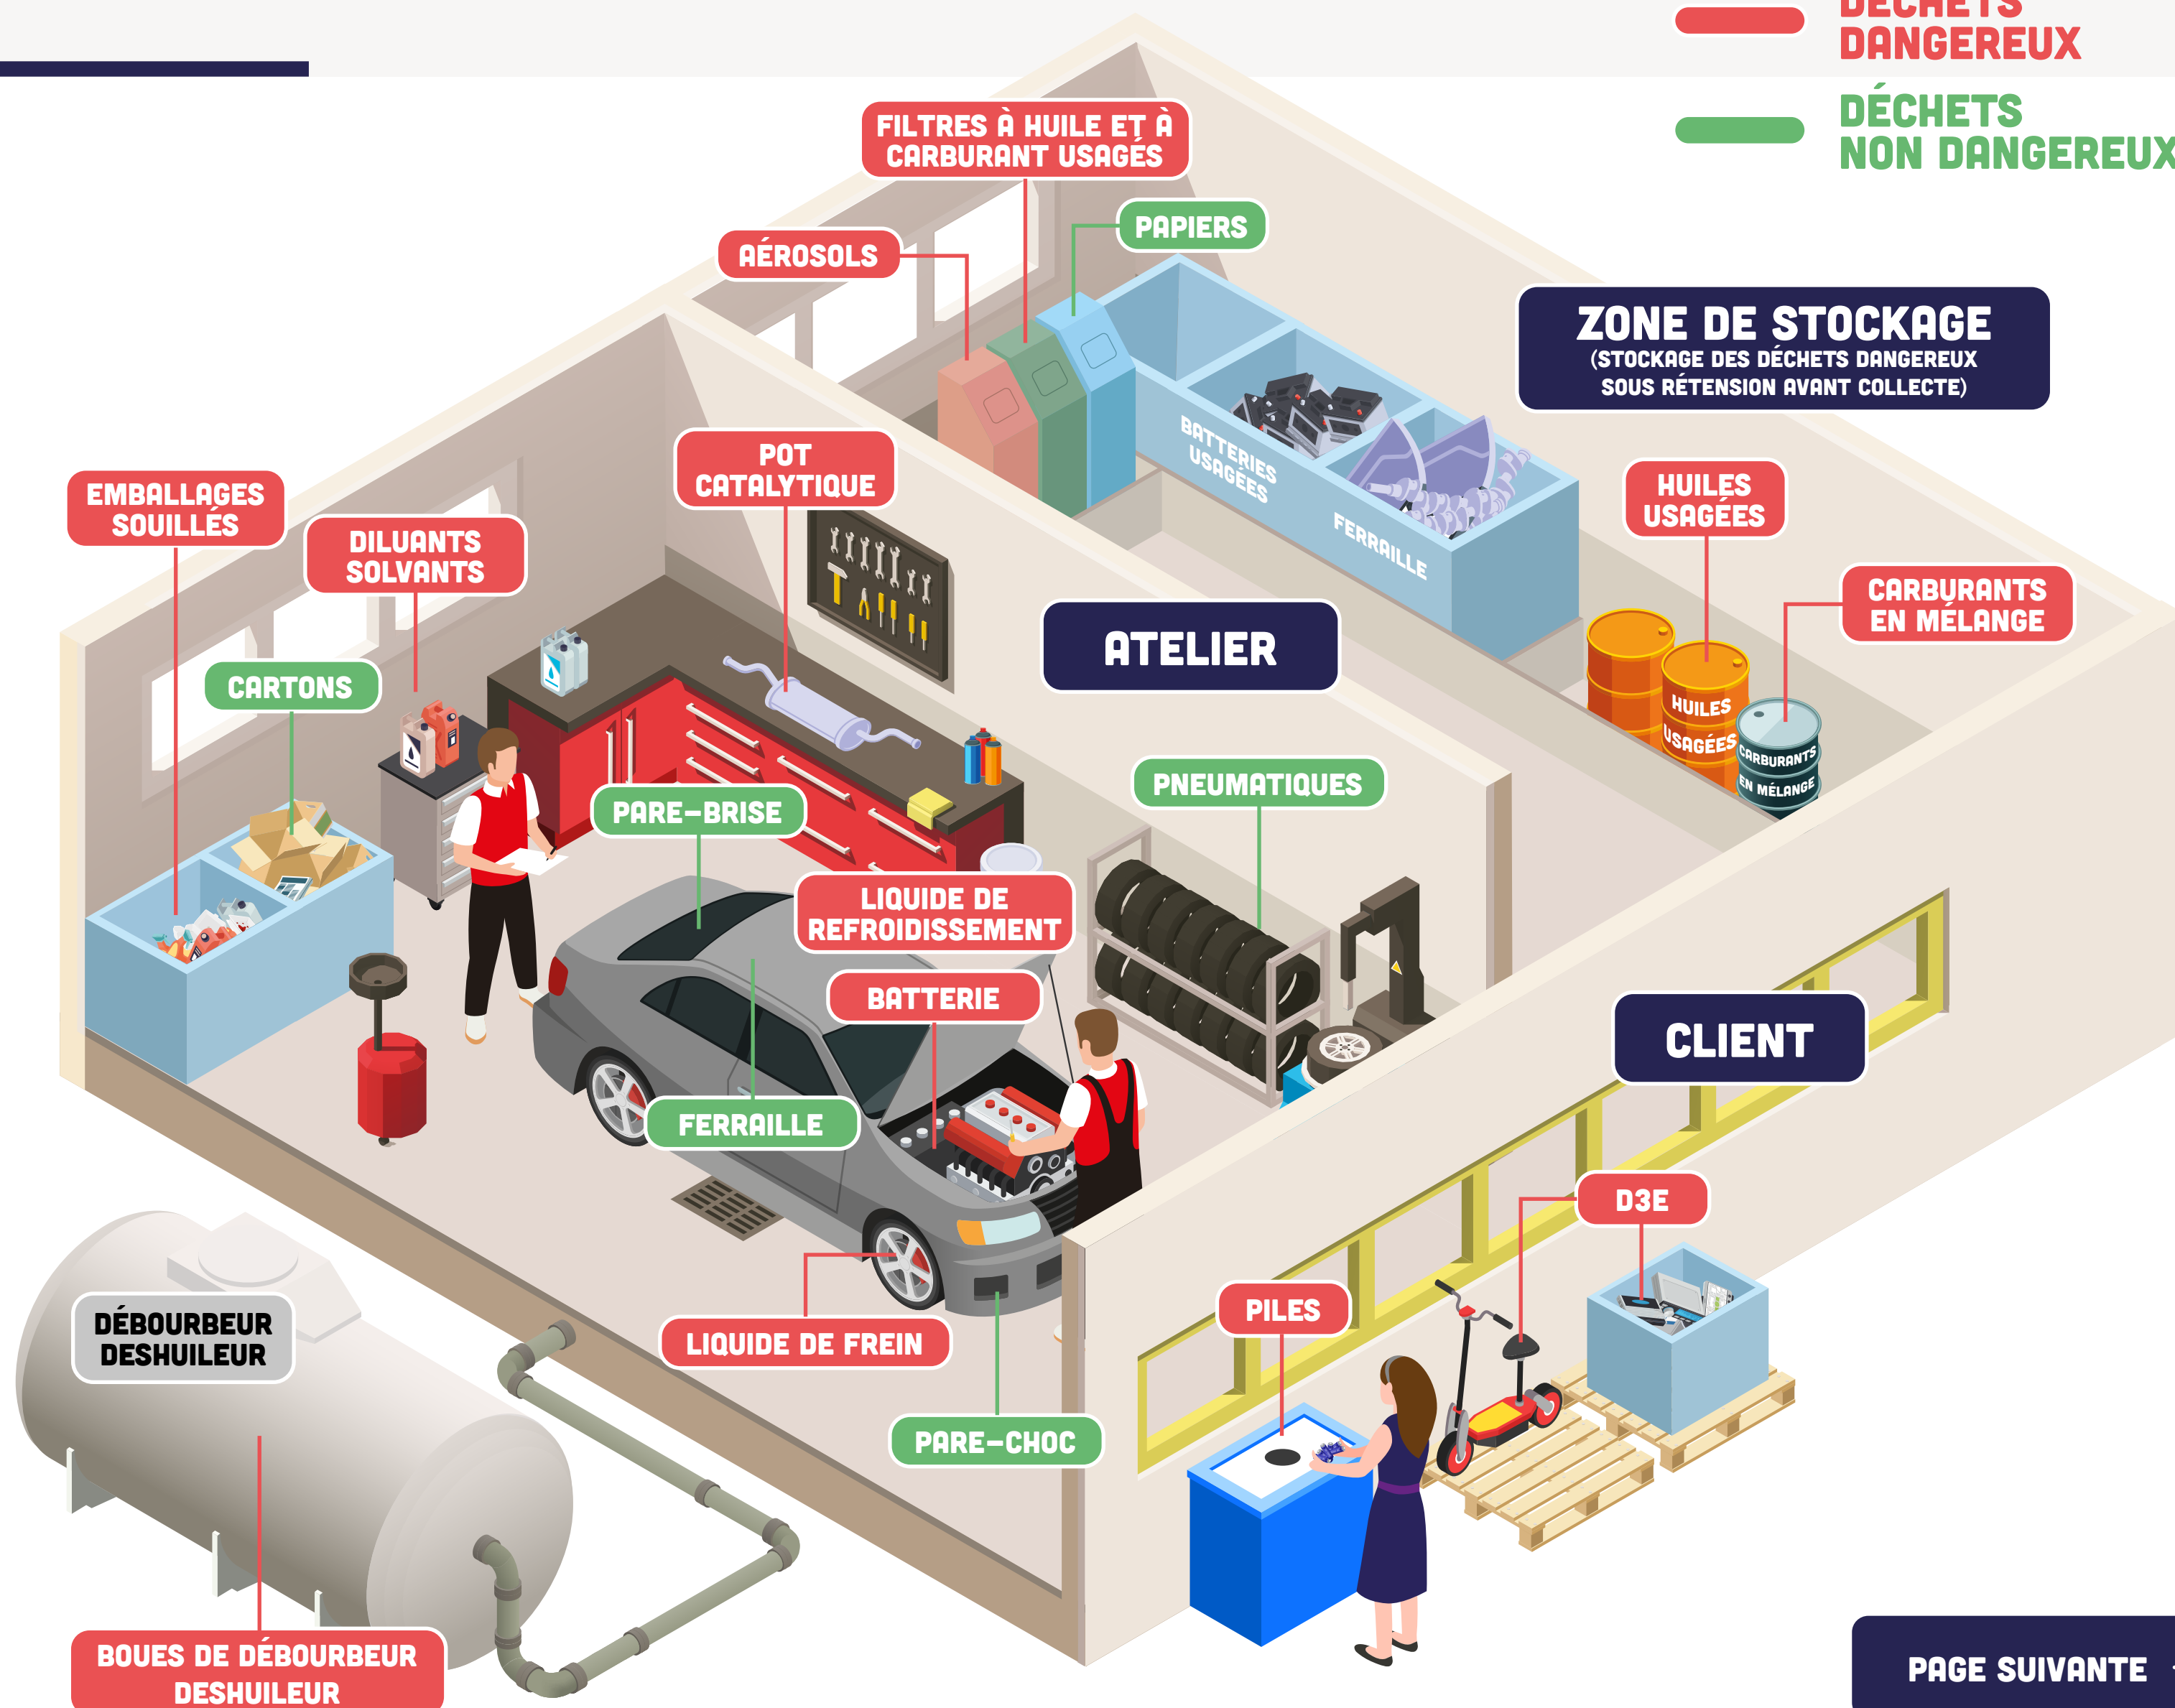 DÉCHETS
DANGEREUX
DÉCHETS
NON DANGEREUX
FILTRES À HUILE ET À
CARBURANT USAGÉS
PAPIERS
AÉROSOLS
ZONE DE STOCKAGE
(STOCKAGE DES DÉCHETS DANGEREUX
SOUS RÉTENSION AVANT COLLECTE)
POT
CATALYTIQUE
BATTERIES
USAGÉES
FERRAILLE
EMBALLAGES
SOUILLÉS
DILUANTS
SOLVANTS
HUILES
USAGÉES
CARBURANTS
EN MÉLANGE
ATELIER
CARTONS
HUILES
USAGÉES
CARBURANTS
EN MÉLANGE
PARE-BRISE
PNEUMATIQUES
LIQUIDE DE
REFROIDISSEMENT
BATTERIE
CLIENT
FERRAILLE
D3E
PILES
DÉBOURBEUR
DESHUILEUR
LIQUIDE DE FREIN
PARE-CHOC
BOUES DE DÉBOURBEUR
DESHUILEUR
PAGE SUIVANTE